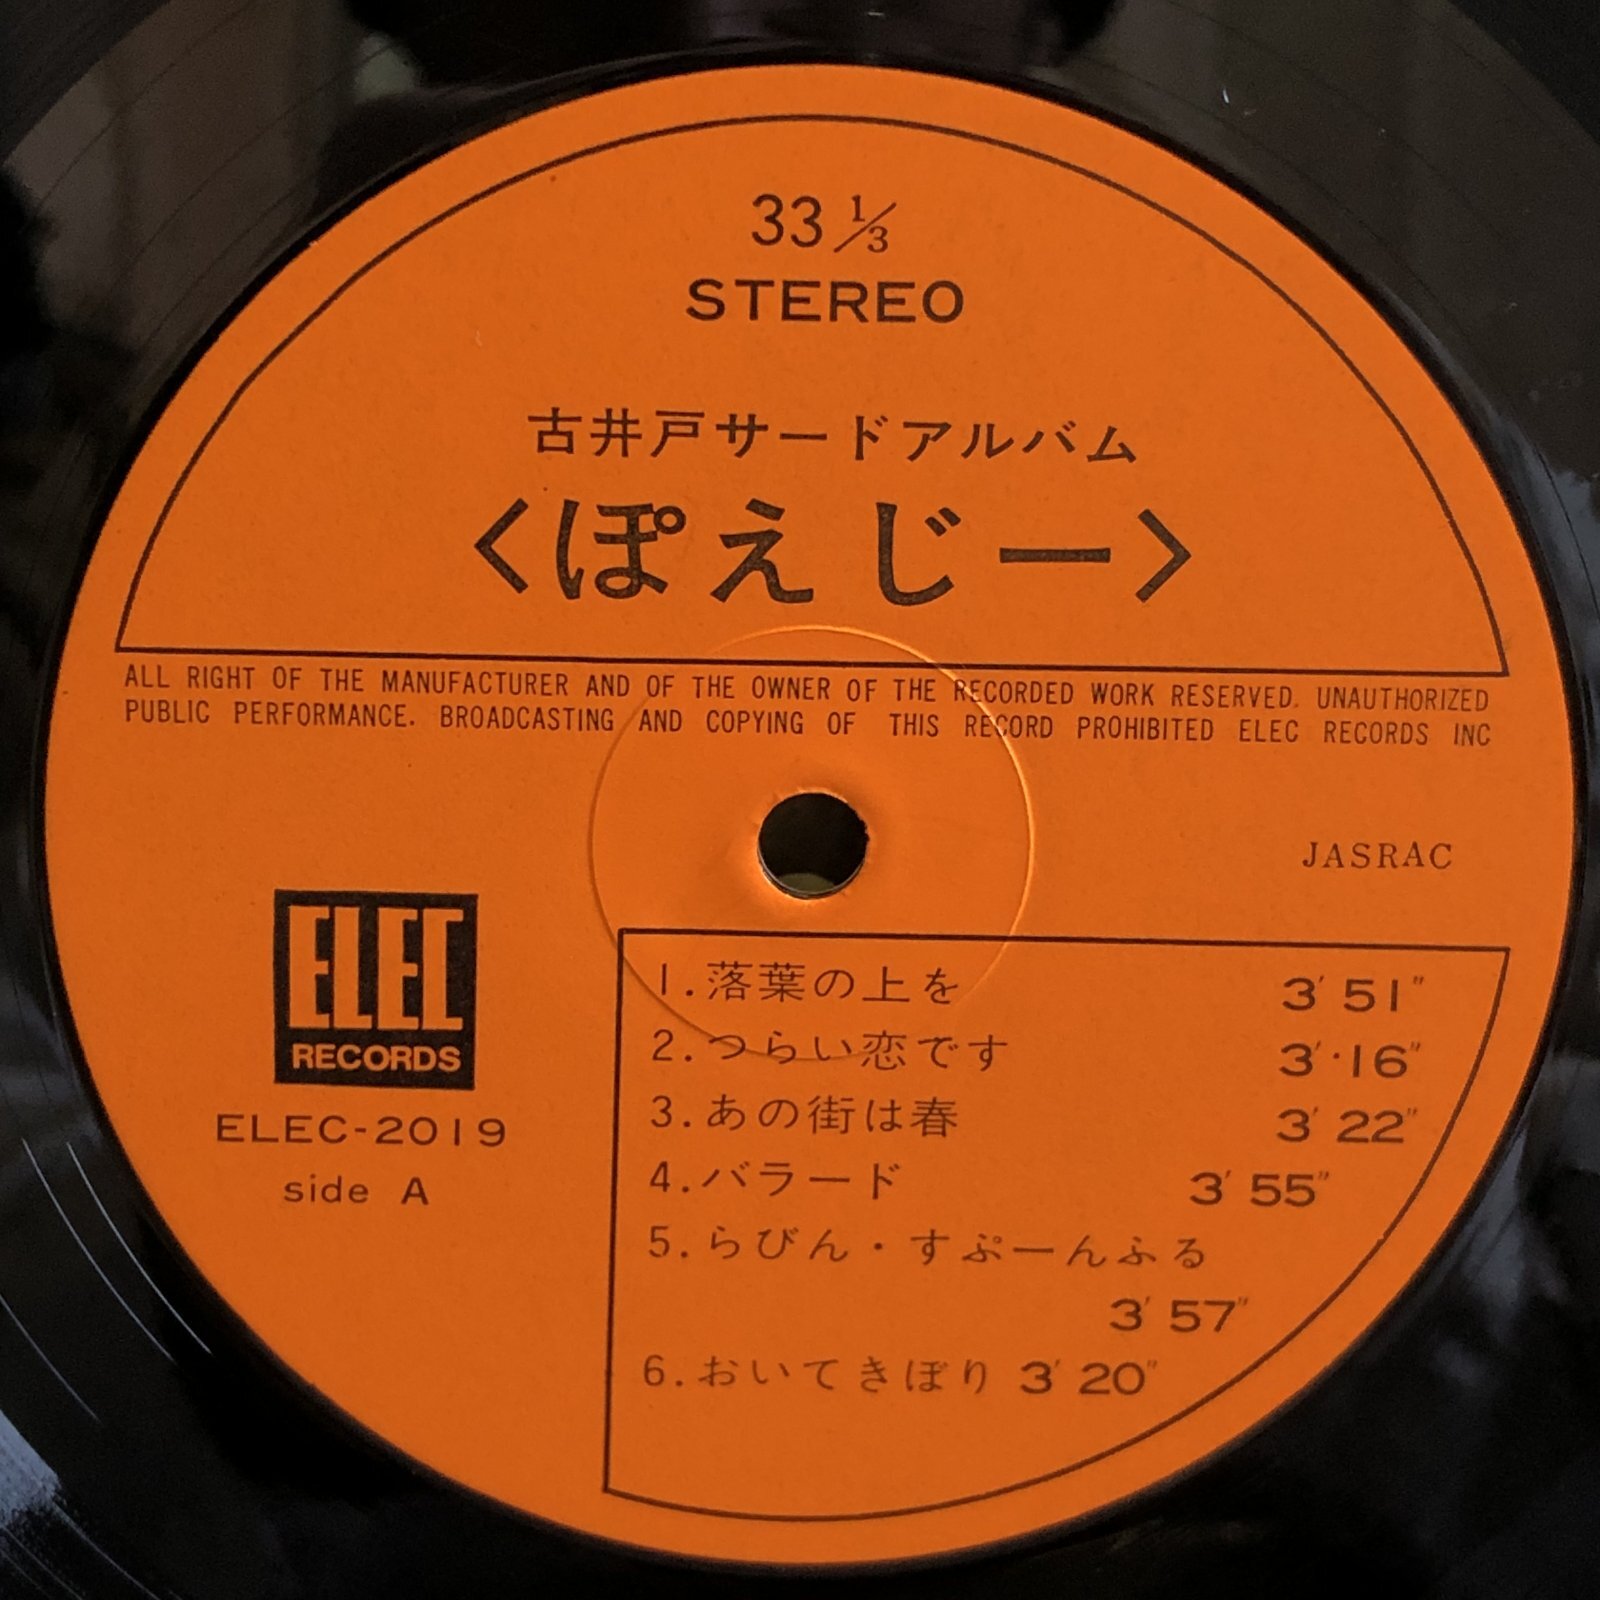 33 1/3
STEREO
古井戸サードアルバム
〈ぽえじー〉
ALL RIGHT OF THE MANUFACTURER AND OF THE OWNER OF THE RECORDED WORK RESERVED. UNAUTHORIZED
PUBLIC PERFORMANCE. BROADCASTING AND COPYING OF THIS RECORD PROHIBITED ELEC RECORDS INC
JASRAC
ELEC
RECORDS
ELEC-2019
side A
1.落葉の上を 3′51″
2.つらい恋です 3′·16″
3.あの街は春 3′22″
4.バラード 3′55″
5.らびん・すぷーんふる
3′57″
6.おいてきぼり 3′20″